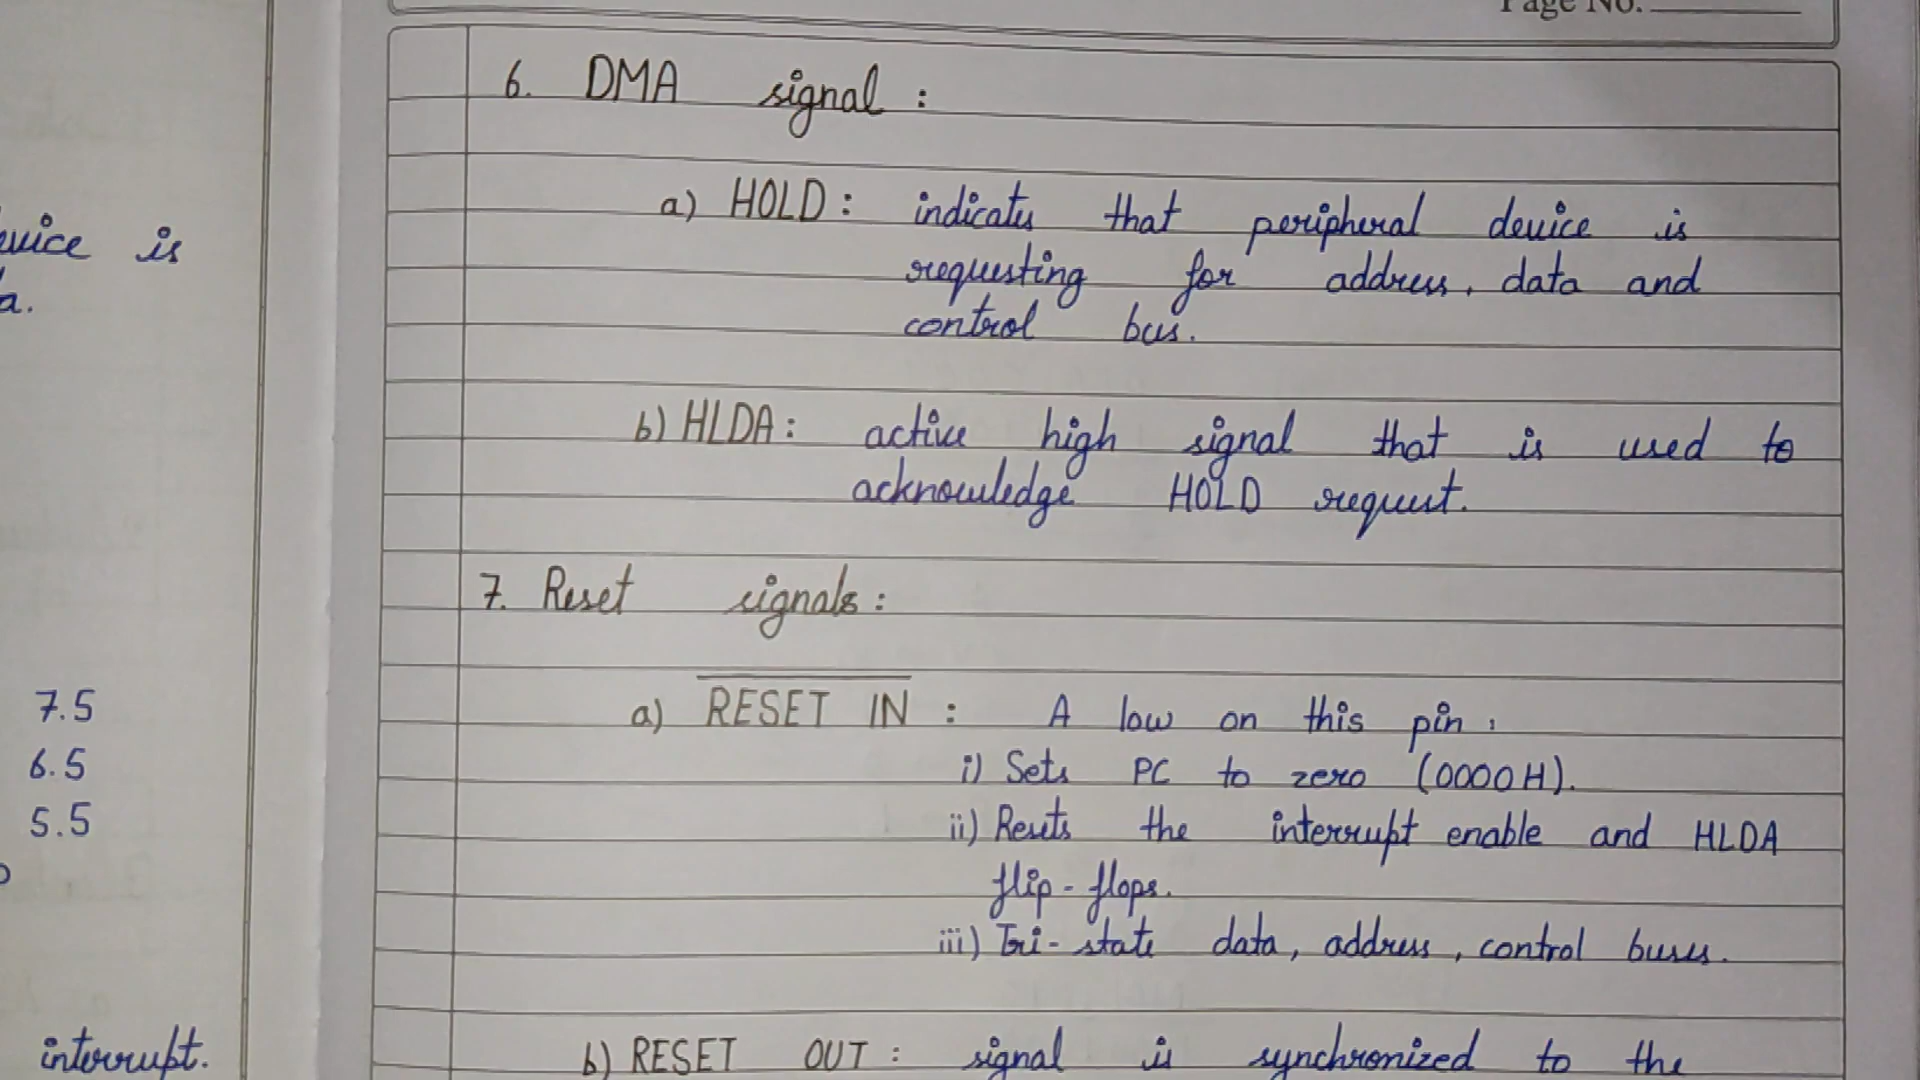 Page No.
6. DMA signal :
a) HOLD : indicates that peripheral device is
requesting for address, data and
control bus.
b) HLDA : active high signal that is used to
acknowledge HOLD request.
7. Reset signals :
a) R̅E̅S̅E̅T̅ ̅I̅N̅ : A low on this pin :
i) Sets PC to zero (0000H).
ii) Resets the interrupt enable and HLDA
flip-flops.
iii) Tri-state data, address, control buses.
b) RESET OUT : signal is synchronized to the
is
a.
7.5
6.5
5.5
interrupt.